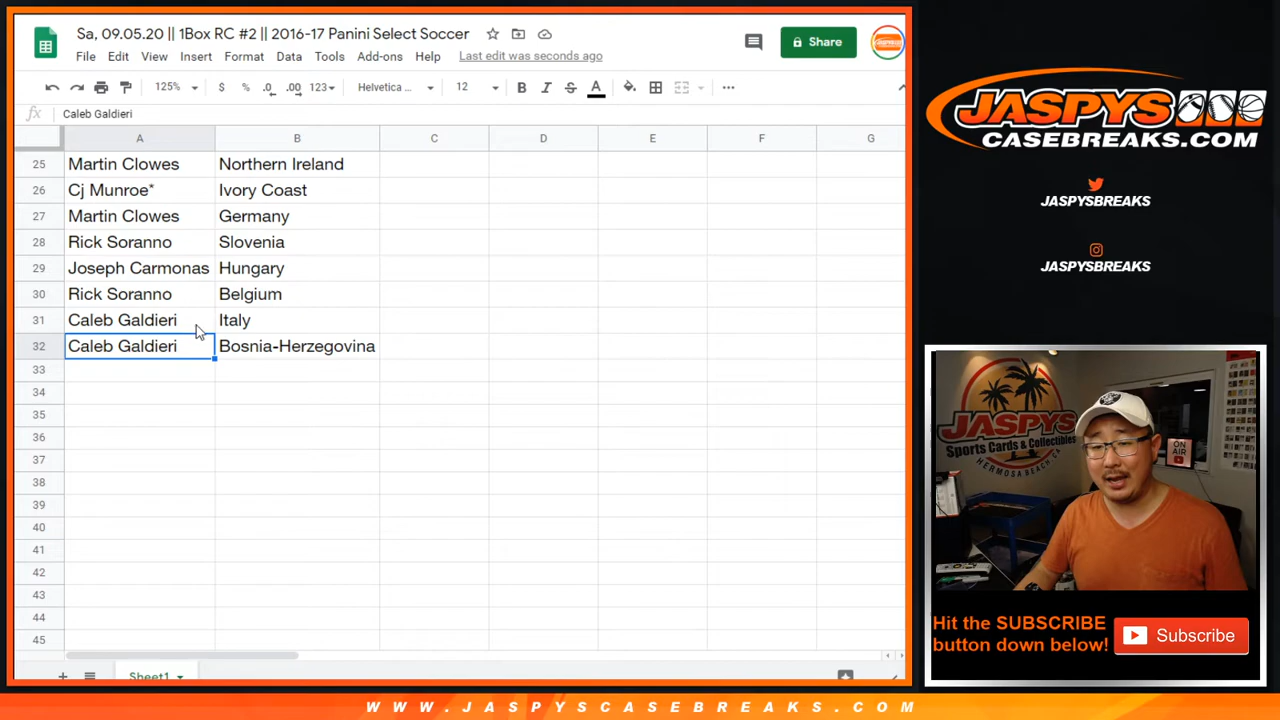 Sa, 09.05.20 || 1Box RC #2 || 2016-17 Panini Select Soccer
File Edit View Insert Format Data Tools Add-ons Help Last edit was seconds ago
Share
125% $ % .0 .00 123 Helvetica ... 12 B I S A
fx Caleb Galdieri
A B C D E F G
25 Martin Clowes Northern Ireland
26 Cj Munroe* Ivory Coast
27 Martin Clowes Germany
28 Rick Soranno Slovenia
29 Joseph Carmonas Hungary
30 Rick Soranno Belgium
31 Caleb Galdieri Italy
32 Caleb Galdieri Bosnia-Herzegovina
33
34
35
36
37
38
39
40
41
42
43
44
45
Sheet1
JASPYS
CASEBREAKS.COM
JASPYSBREAKS
JASPYSBREAKS
JASPYS
Sports Cards & Collectibles
HERMOSA BEACH CA
ON AIR
Hit the SUBSCRIBE
button down below!
Subscribe
WWW.JASPYSCASEBREAKS.COM